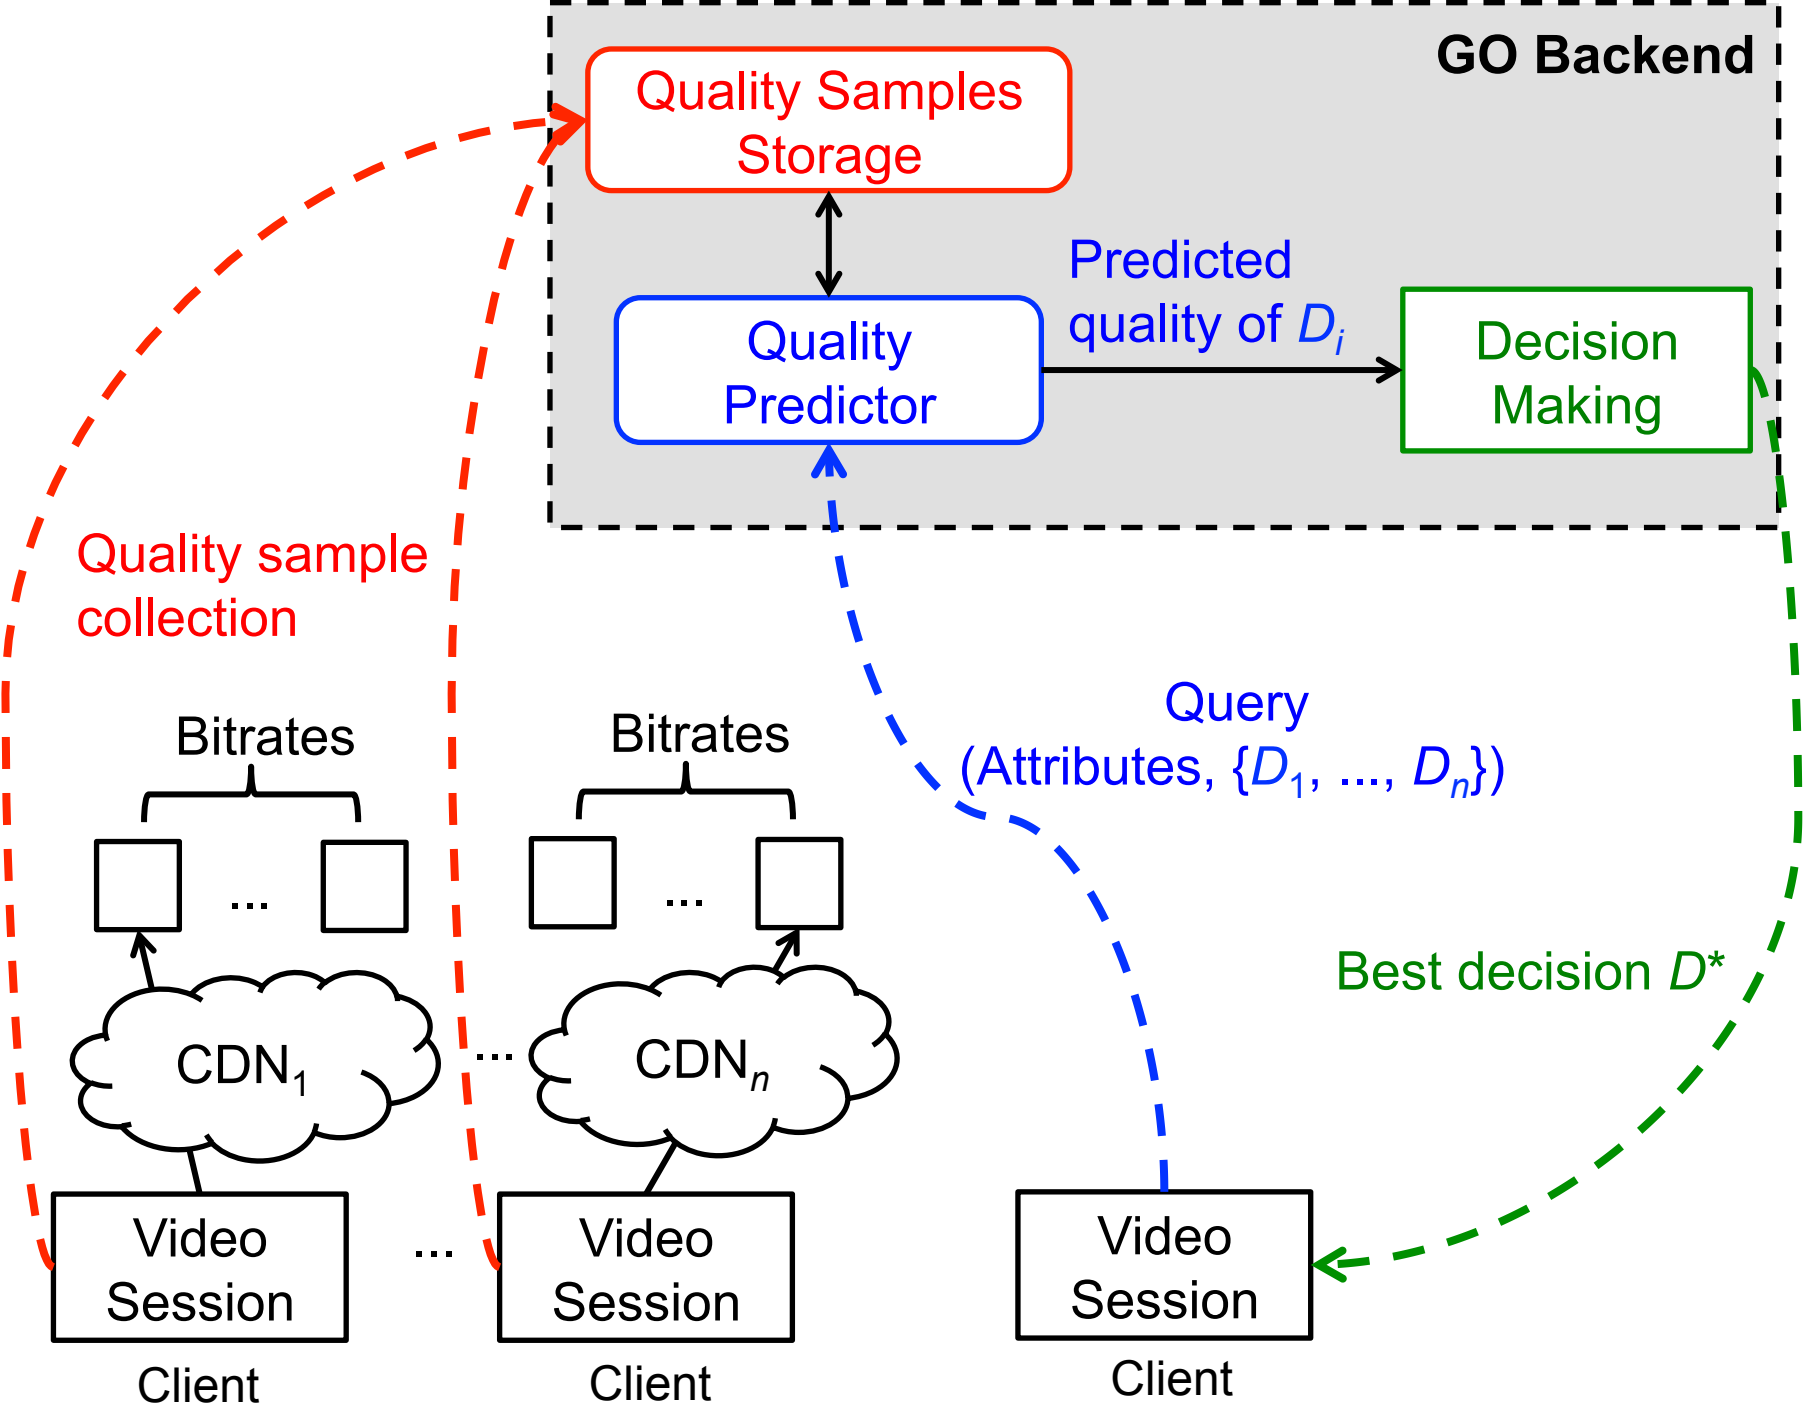 GO Backend
Quality Samples
Storage
Predicted
quality of Di
Quality
Predictor
Decision
Making
Quality sample
collection
Query
(Attributes, {D1, ..., Dn})
Bitrates
Bitrates
...
...
Best decision D*
CDN1
...
CDNn
Video
Session
...
Video
Session
Video
Session
Client
Client
Client